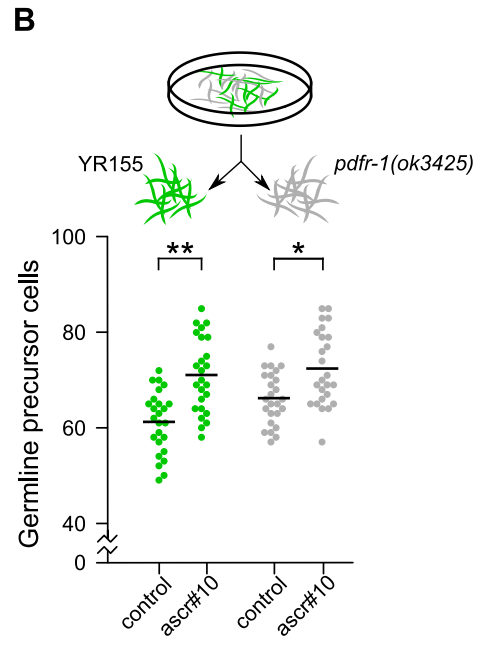 B
YR155
pdfr-1(ok3425)
** *
100
80
60
40
0
Germline precursor cells
control
ascr#10
control
ascr#10